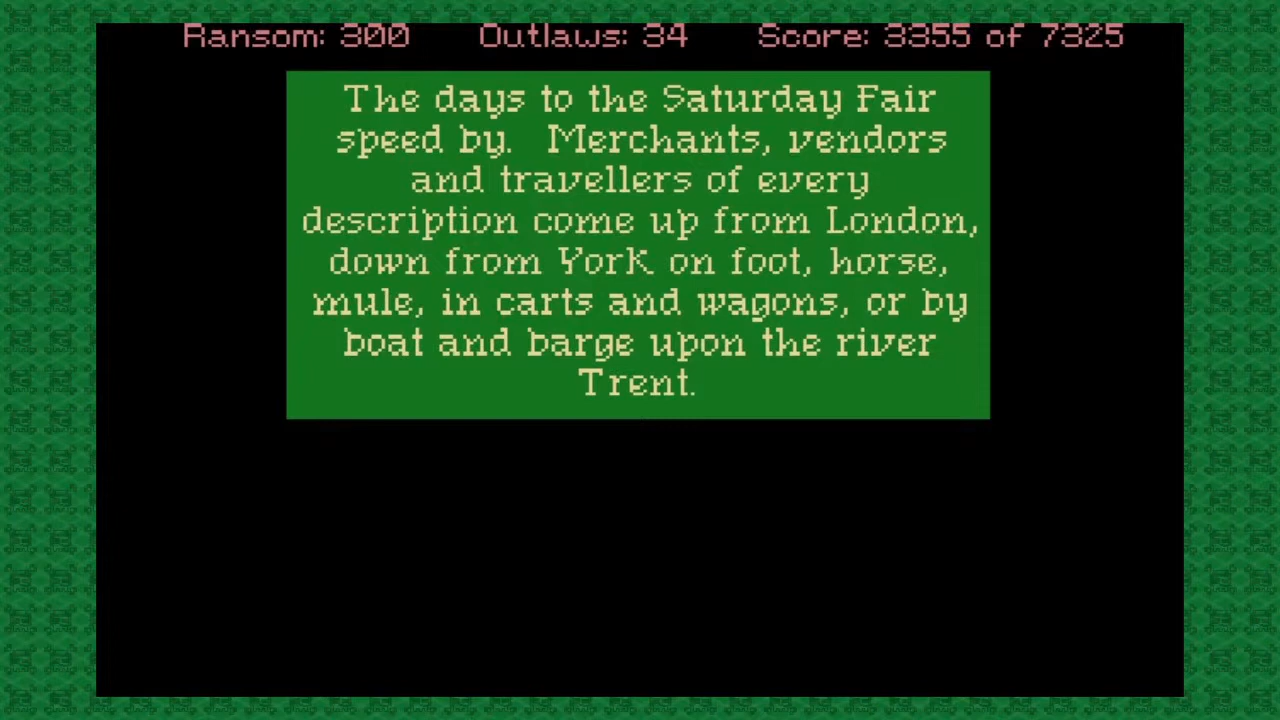 Ransom: 300 Outlaws: 34 Score: 3355 of 7325
The days to the Saturday Fair
speed by. Merchants, vendors
and travellers of every
description come up from London,
down from York on foot, horse,
mule, in carts and wagons, or by
boat and barge upon the river
Trent.